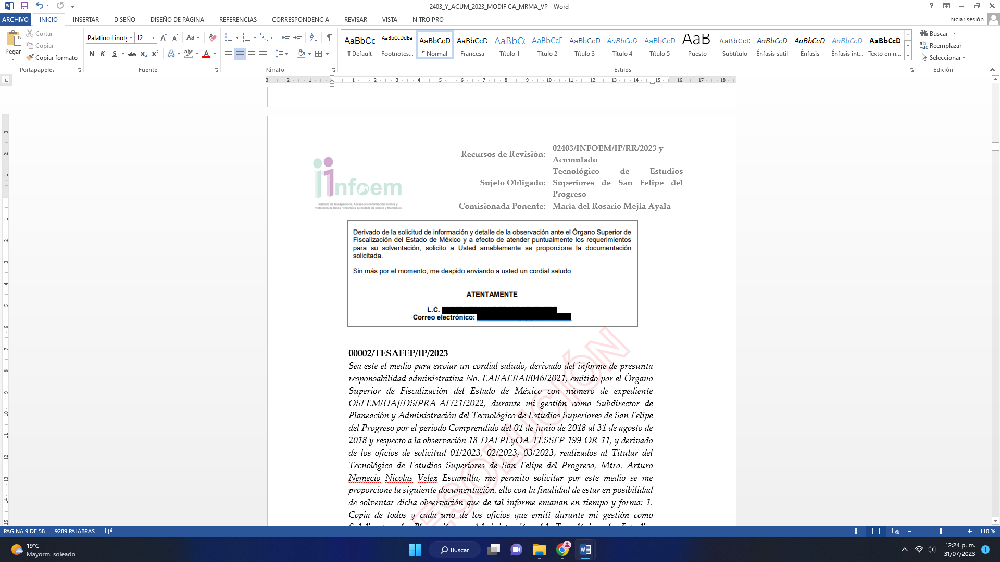 2403_Y_ACUM_2023_MODIFICA_MRMA_VP - Word
ARCHIVO INICIO INSERTAR DISEÑO DISEÑO DE PÁGINA REFERENCIAS CORRESPONDENCIA REVISAR VISTA NITRO PRO
Iniciar sesión
Pegar
Cortar
Copiar
Copiar formato
Portapapeles
Palatino Linoty 12
N K S abc x₂ x²
Fuente
Párrafo
AaBbCc AaBbCcDdEe AaBbCcD AaBbCcD AaBbCc AaBbCcD AaBbCcD AaBbCcD AaBbCcD AaBl AaBbCcD AaBbCcD AaBbCcD AaBbCcD AaBbCcD
¶ Default Footnotes... ¶ Normal Francesa Título 1 Título 2 Título 3 Título 4 Título 5 Puesto Subtítulo Énfasis sutil Énfasis Énfasis int... Texto en n...
Estilos
Buscar
Reemplazar
Seleccionar
Edición
3 2 1 1 2 3 4 5 6 7 8 9 10 11 12 13 14 15 16 17 18
infoem
Instituto de Transparencia, Acceso a la Información Pública y
Protección de Datos Personales del Estado de México y Municipios
Recursos de Revisión: 02403/INFOEM/IP/RR/2023 y
Acumulado
Sujeto Obligado: Tecnológico de Estudios
Superiores de San Felipe del
Progreso
Comisionada Ponente: María del Rosario Mejía Ayala
Derivado de la solicitud de información y detalle de la observación ante el Órgano Superior de
Fiscalización del Estado de México y a efecto de atender puntualmente los requerimientos
para su solventación, solicito a Usted amablemente se proporcione la documentación
solicitada.
Sin más por el momento, me despido enviando a usted un cordial saludo
ATENTAMENTE
L.C.
Correo electrónico:
00002/TESAFEP/IP/2023
Sea este el medio para enviar un cordial saludo, derivado del informe de presunta
responsabilidad administrativa No. EAI/AEI/AI/046/2021, emitido por el Órgano
Superior de Fiscalización del Estado de México con número de expediente
OSFEM/UAJ/DS/PRA-AF/21/2022, durante mi gestión como Subdirector de
Planeación y Administración del Tecnológico de Estudios Superiores de San Felipe
del Progreso por el periodo Comprendido del 01 de junio de 2018 al 31 de agosto de
2018 y respecto a la observación 18-DAFPEyOA-TESSFP-199-OR-11, y derivado
de los oficios de solicitud 01/2023, 02/2023, 03/2023, realizados al Titular del
Tecnológico de Estudios Superiores de San Felipe del Progreso, Mtro. Arturo
Nemecio Nicolas Velez Escamilla, me permito solicitar por este medio se me
proporcione la siguiente documentación, ello con la finalidad de estar en posibilidad
de solventar dicha observación que de tal informe emanan en tiempo y forma: 1.
Copia de todos y cada uno de los oficios que emití durante mi gestión como
ESOLUCIÓN
PÁGINA 9 DE 58 9289 PALABRAS 110 %
19°C
Mayorm. soleado
Buscar
12:24 p. m.
31/07/2023
1